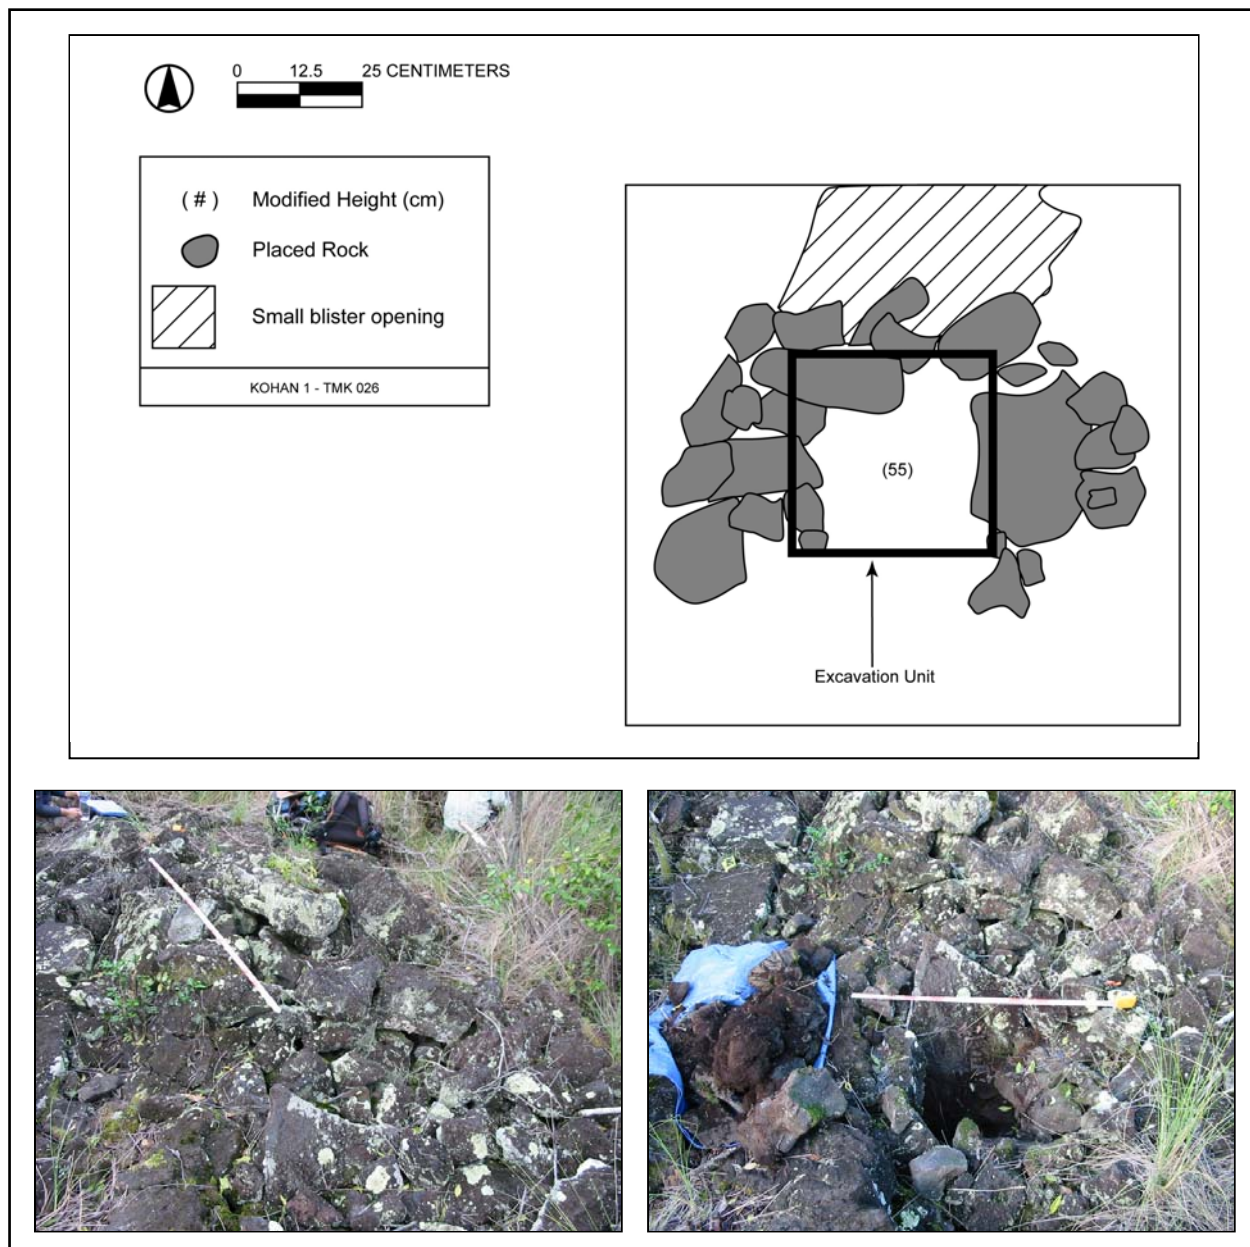 0 12.5 25 CENTIMETERS
( # ) Modified Height (cm)
Placed Rock
Small blister opening
KOHAN 1 - TMK 026
(55)
Excavation Unit